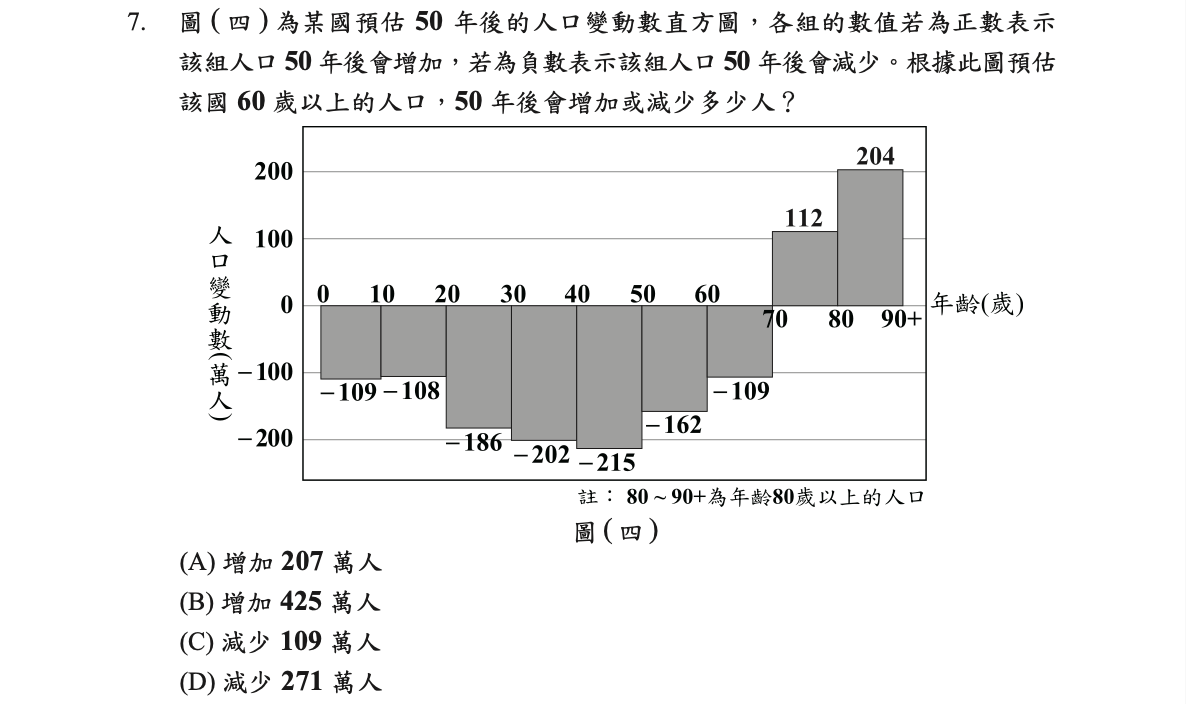 7. 圖(四)為某國預估 50 年後的人口變動數直方圖，各組的數值若為正數表示
該組人口 50 年後會增加，若為負數表示該組人口 50 年後會減少。根據此圖預估
該國 60 歲以上的人口，50 年後會增加或減少多少人？
人口變動數(萬人)
200
100
0
−100
−200
204
112
0 10 20 30 40 50 60
70 80 90+
年齡(歲)
−109 −108 −186 −202 −215 −162 −109
註： 80～90+為年齡80歲以上的人口
圖(四)
(A) 增加 207 萬人
(B) 增加 425 萬人
(C) 減少 109 萬人
(D) 減少 271 萬人